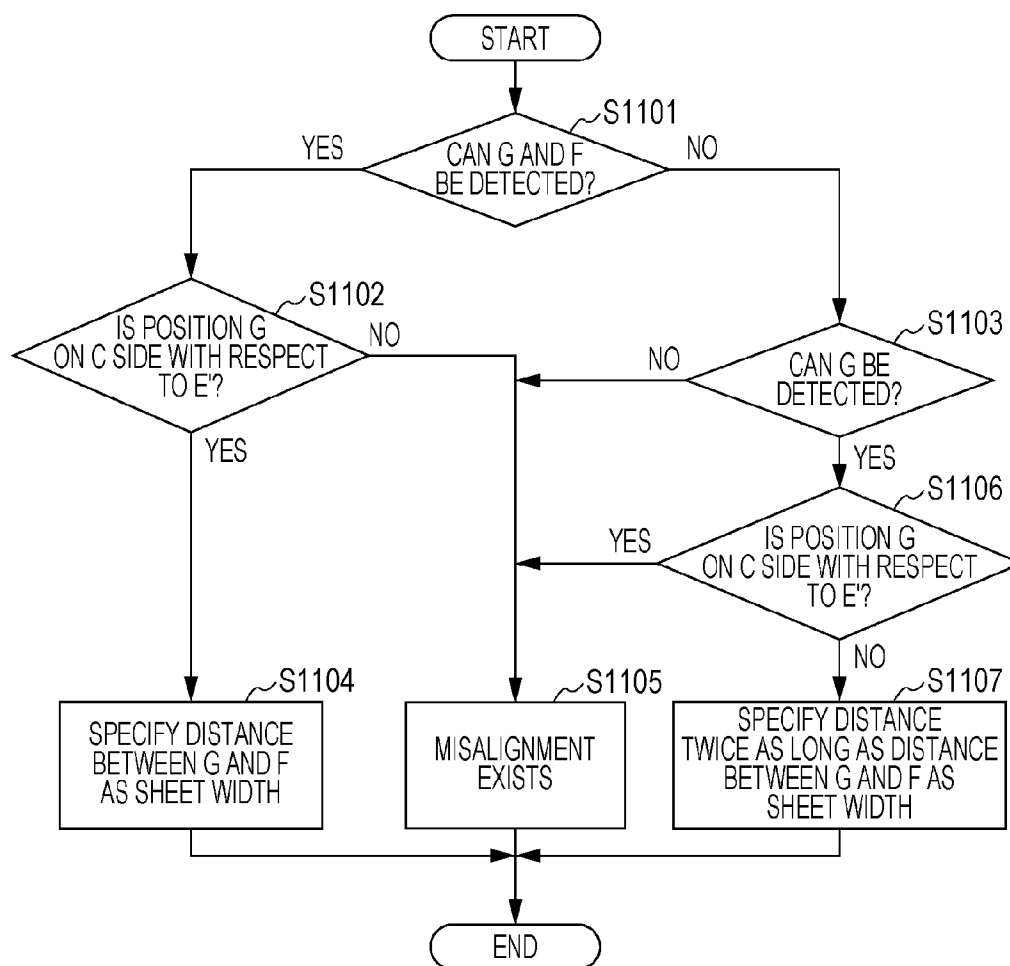 START
S1101
YES
CAN G AND F
BE DETECTED?
NO
S1102
IS POSITION G
ON C SIDE WITH RESPECT
TO E'?
NO
YES
S1103
NO
CAN G BE
DETECTED?
YES
S1106
YES
IS POSITION G
ON C SIDE WITH RESPECT
TO E'?
NO
S1104
SPECIFY DISTANCE
BETWEEN G AND F
AS SHEET WIDTH
S1105
MISALIGNMENT
EXISTS
S1107
SPECIFY DISTANCE
TWICE AS LONG AS DISTANCE
BETWEEN G AND F AS
SHEET WIDTH
END